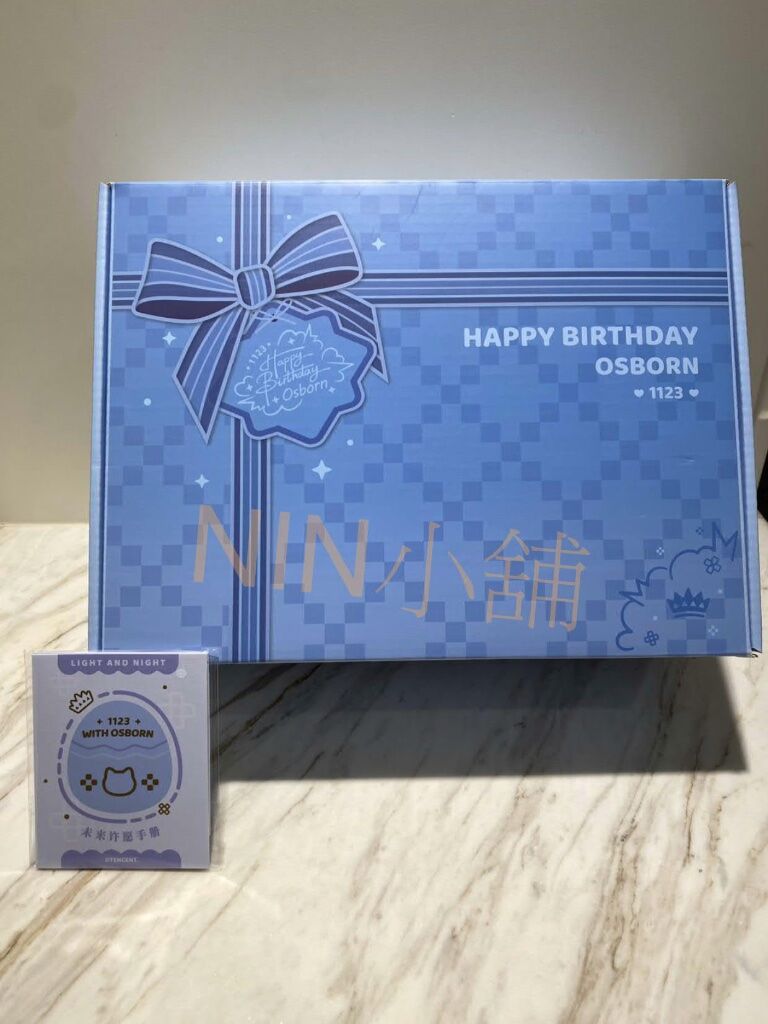 HAPPY BIRTHDAY
OSBORN
♥ 1123 ♥
•1123•
Happy
Birthday
Osborn
NIN小舖
LIGHT AND NIGHT
+ 1123 +
WITH OSBORN
未来许愿手册
©TENCENT.